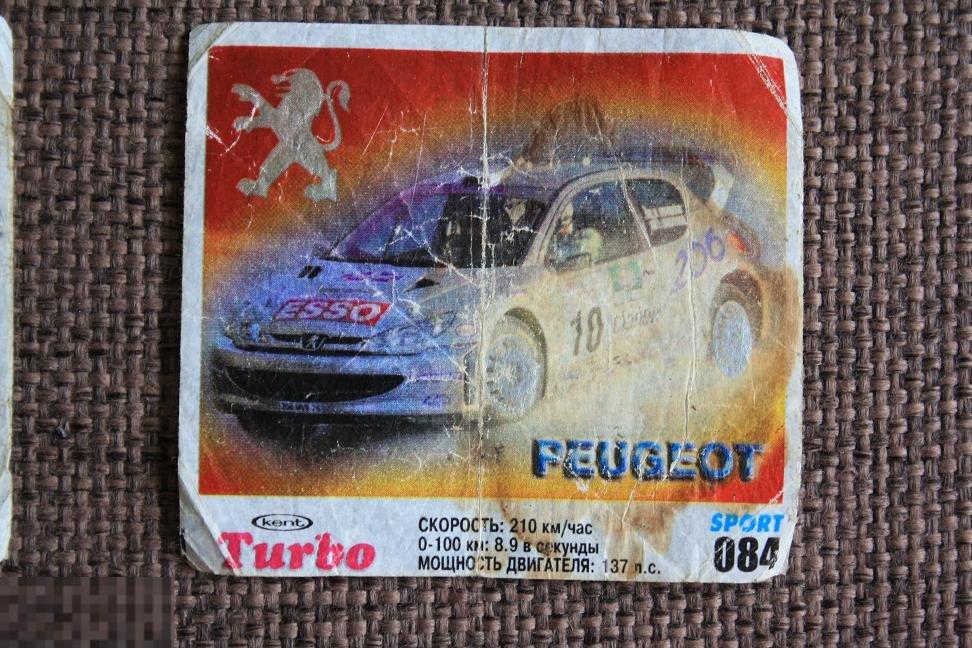 ESSO
10
206
PEUGEOT
kent
Turbo
СКОРОСТЬ: 210 км/час
0-100 км: 8.9 в секунды
МОЩНОСТЬ ДВИГАТЕЛЯ: 137 л.с.
SPORT
084